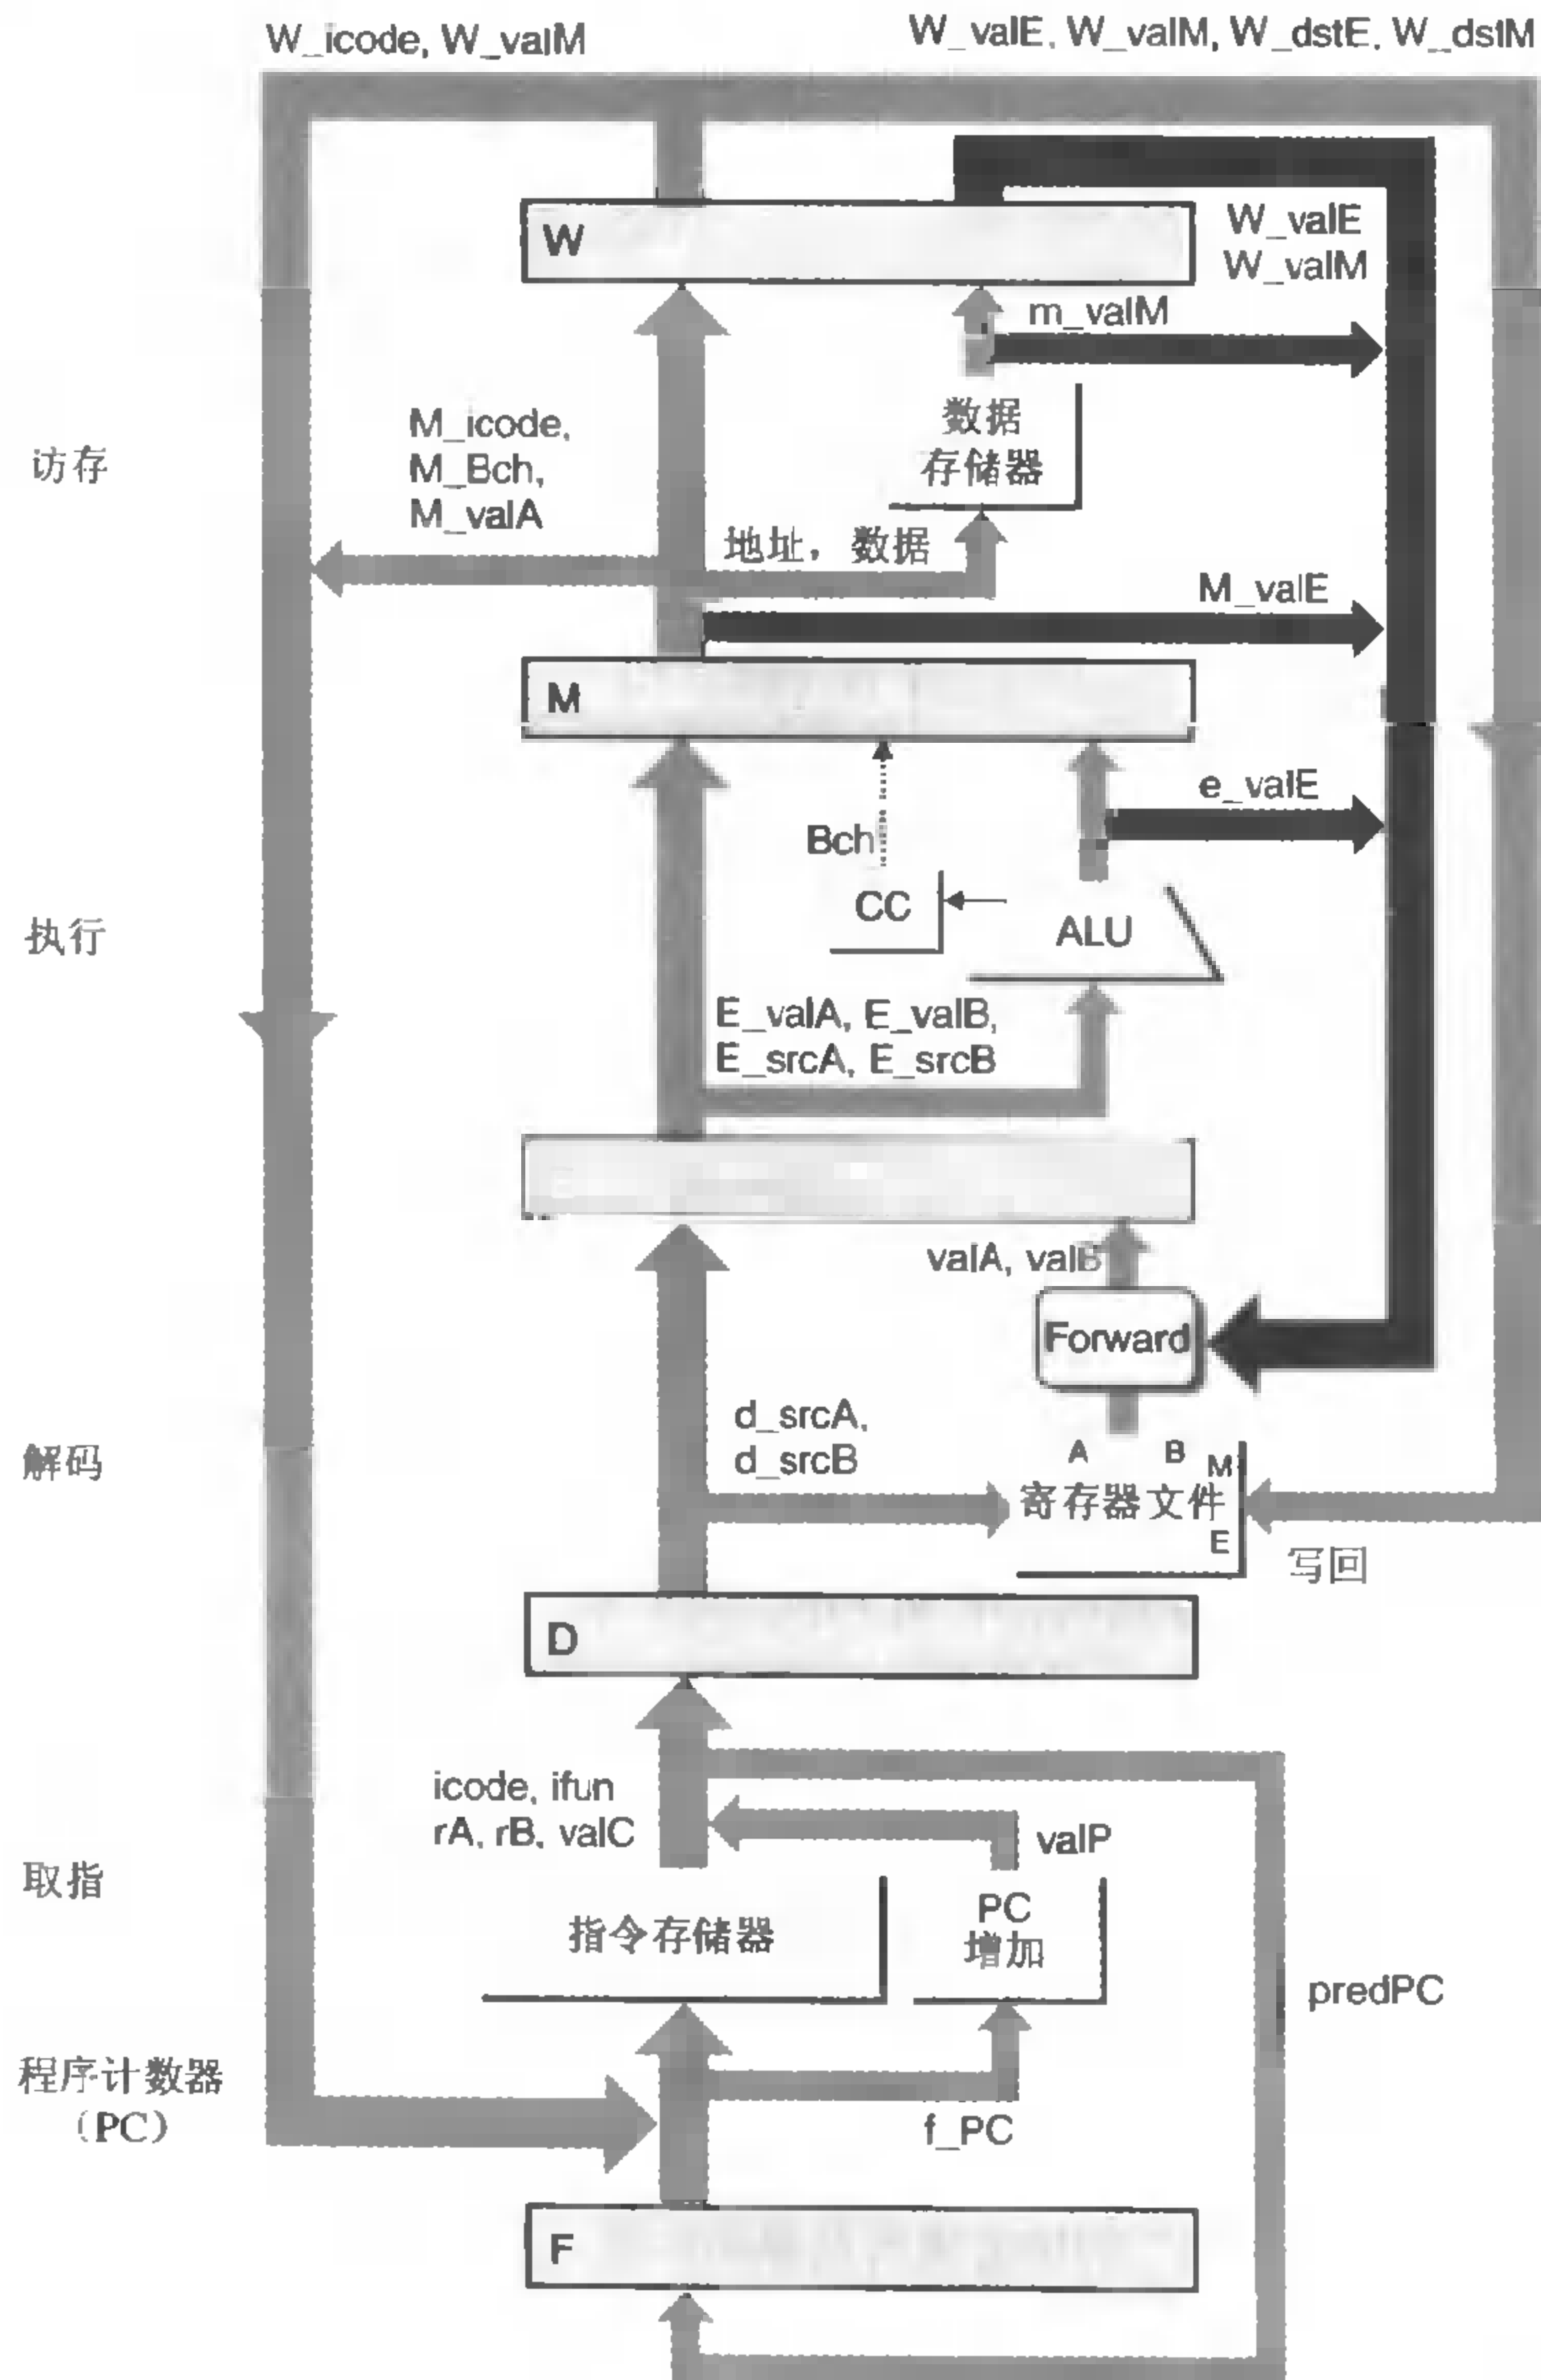 W_icode, W_valM
W_valE, W_valM, W_dstE, W_dstM
W
W_valE
W_valM
m_valM
数据
存储器
M_icode,
M_Bch,
M_valA
访存
地址，数据
M_valE
M
e_valE
Bch
CC
ALU
执行
E_valA, E_valB,
E_srcA, E_srcB
E
valA, valB
Forward
d_srcA,
d_srcB
解码
A B M
寄存器文件
E
写回
D
icode, ifun
rA, rB, valC
valP
取指
指令存储器
PC
增加
predPC
程序计数器
（PC）
f_PC
F